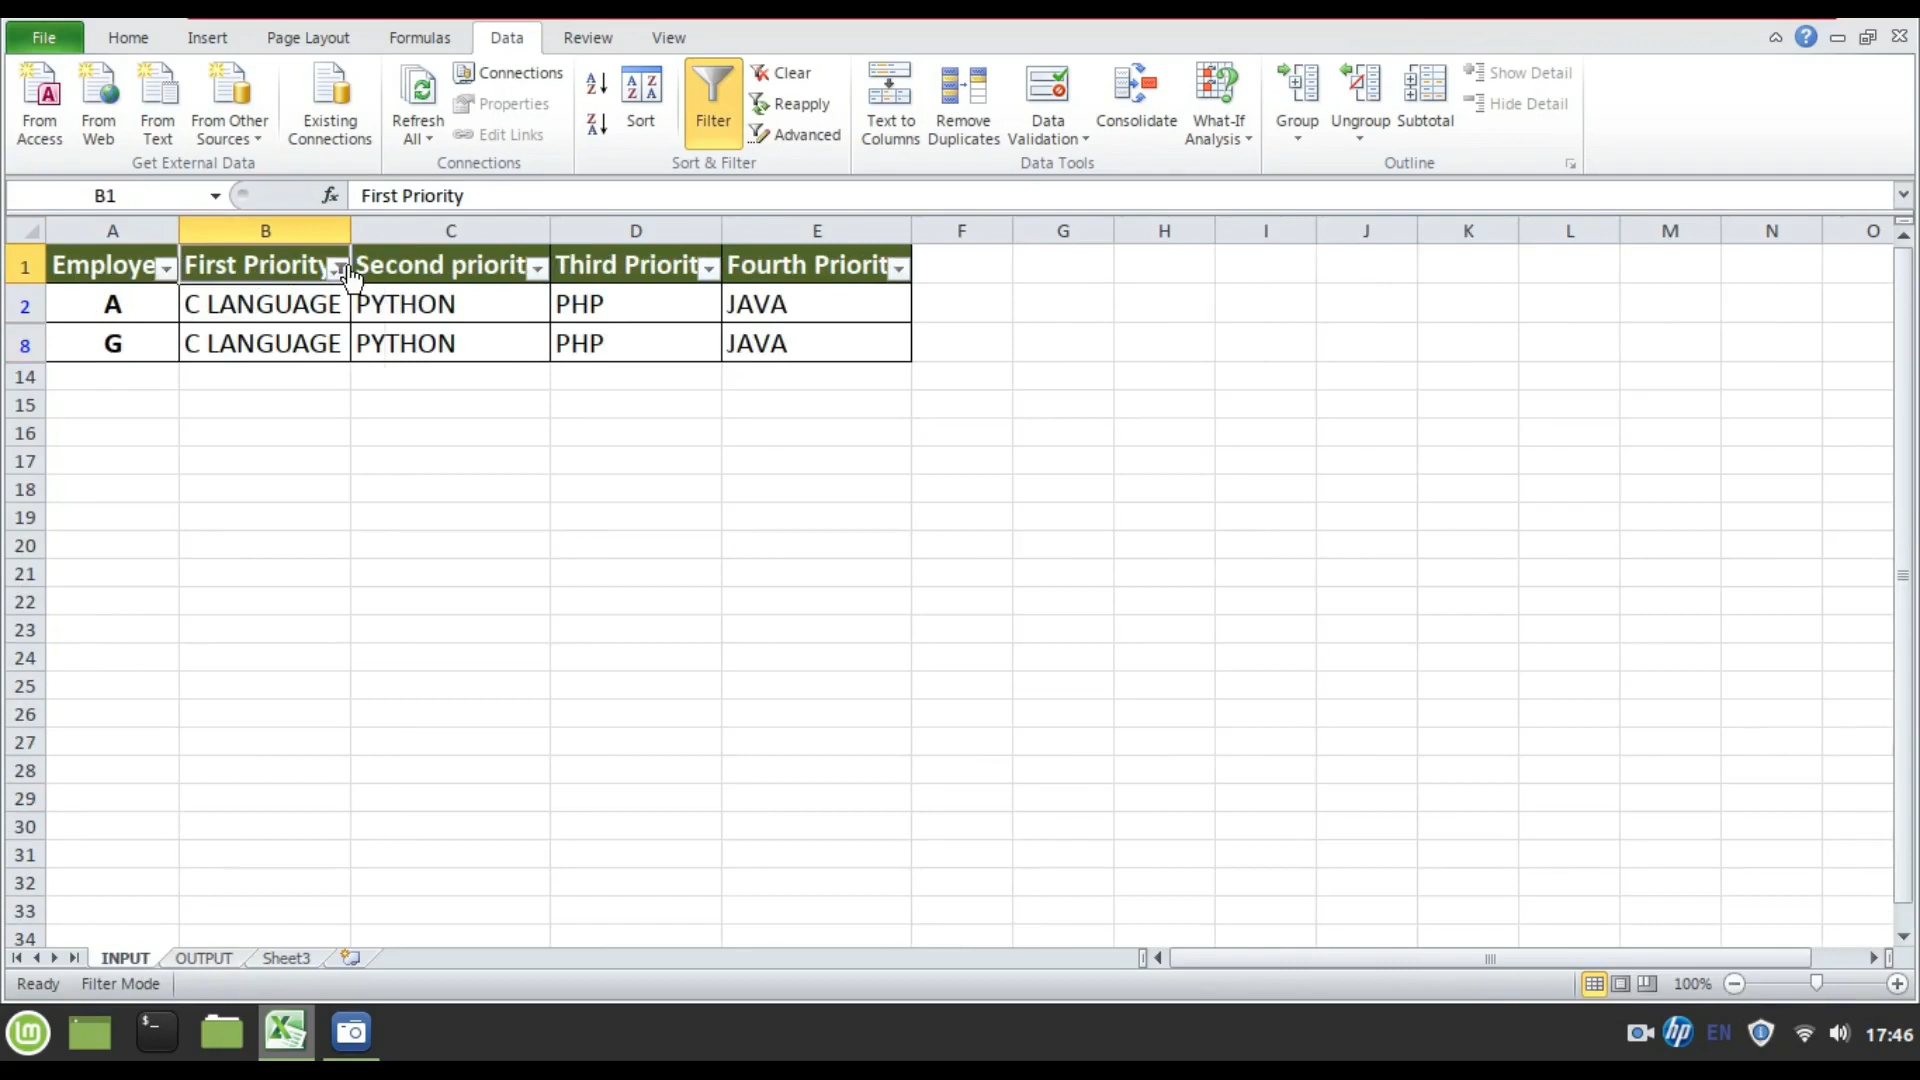 File Home Insert Page Layout Formulas Data Review View
From Access From Web From Text From Other Sources Existing Connections
Get External Data
Refresh All Connections Properties Edit Links
Connections
Sort Filter Clear Reapply Advanced
Sort & Filter
Text to Columns Remove Duplicates Data Validation Consolidate What-If Analysis
Data Tools
Group Ungroup Subtotal Show Detail Hide Detail
Outline
B1 fx First Priority
A B C D E F G H I J K L M N O
1 Employe First Priority Second priorit Third Priorit Fourth Priorit
2 A C LANGUAGE PYTHON PHP JAVA
8 G C LANGUAGE PYTHON PHP JAVA
14
15
16
17
18
19
20
21
22
23
24
25
26
27
28
29
30
31
32
33
34
INPUT OUTPUT Sheet3
Ready Filter Mode 100%
EN 17:46